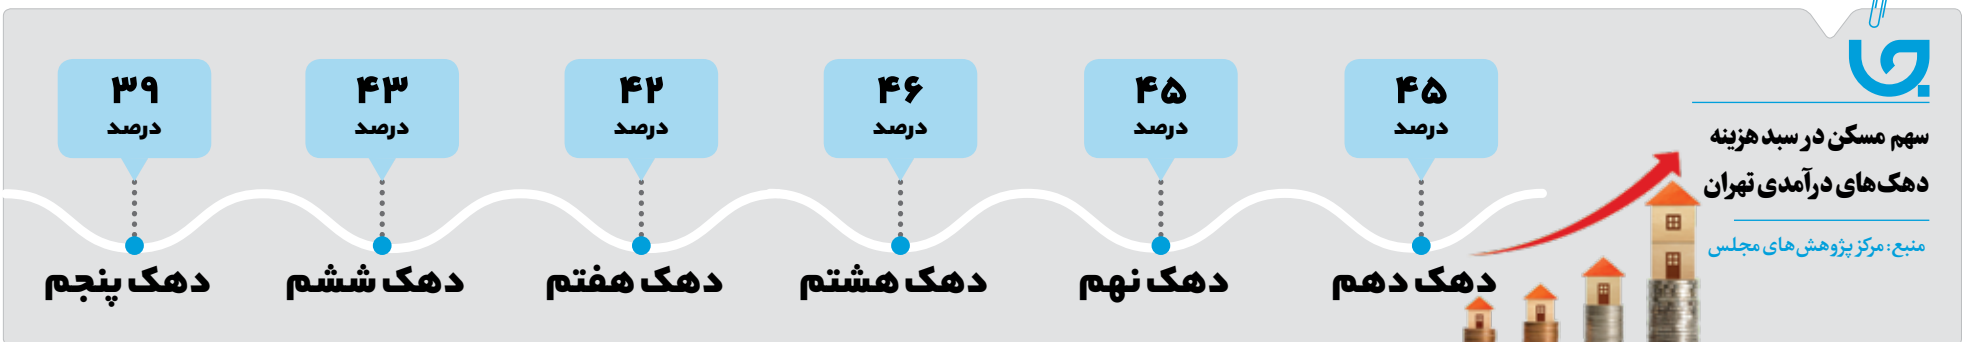 سهم مسکن در سبد هزینه
دهک‌های درآمدی تهران
منبع: مرکز پژوهش‌های مجلس
۴۵
درصد
دهک دهم
۴۵
درصد
دهک نهم
۴۶
درصد
دهک هشتم
۴۲
درصد
دهک هفتم
۴۳
درصد
دهک ششم
۳۹
درصد
دهک پنجم